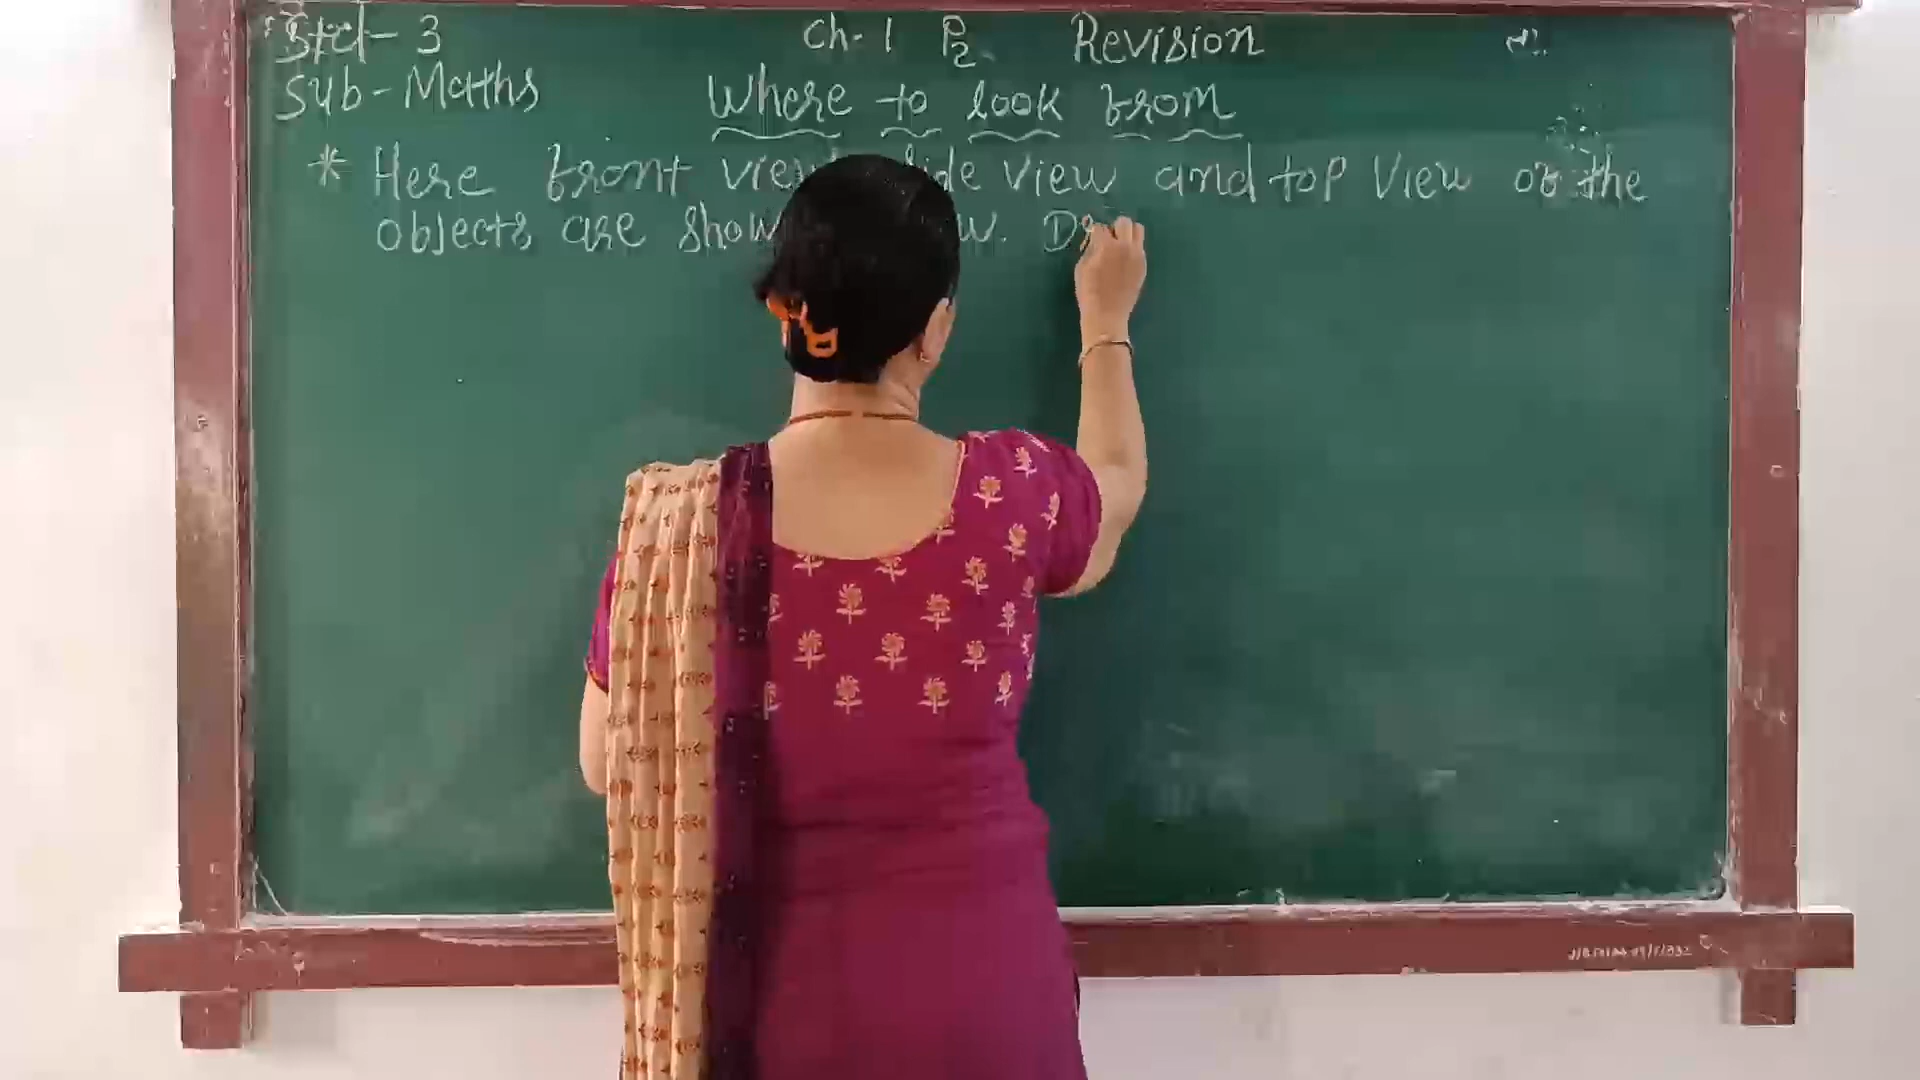 Std- 3 Ch-1 P2. Revision
Sub-Maths Where to look from
* Here front view side view and top view of the
objects are